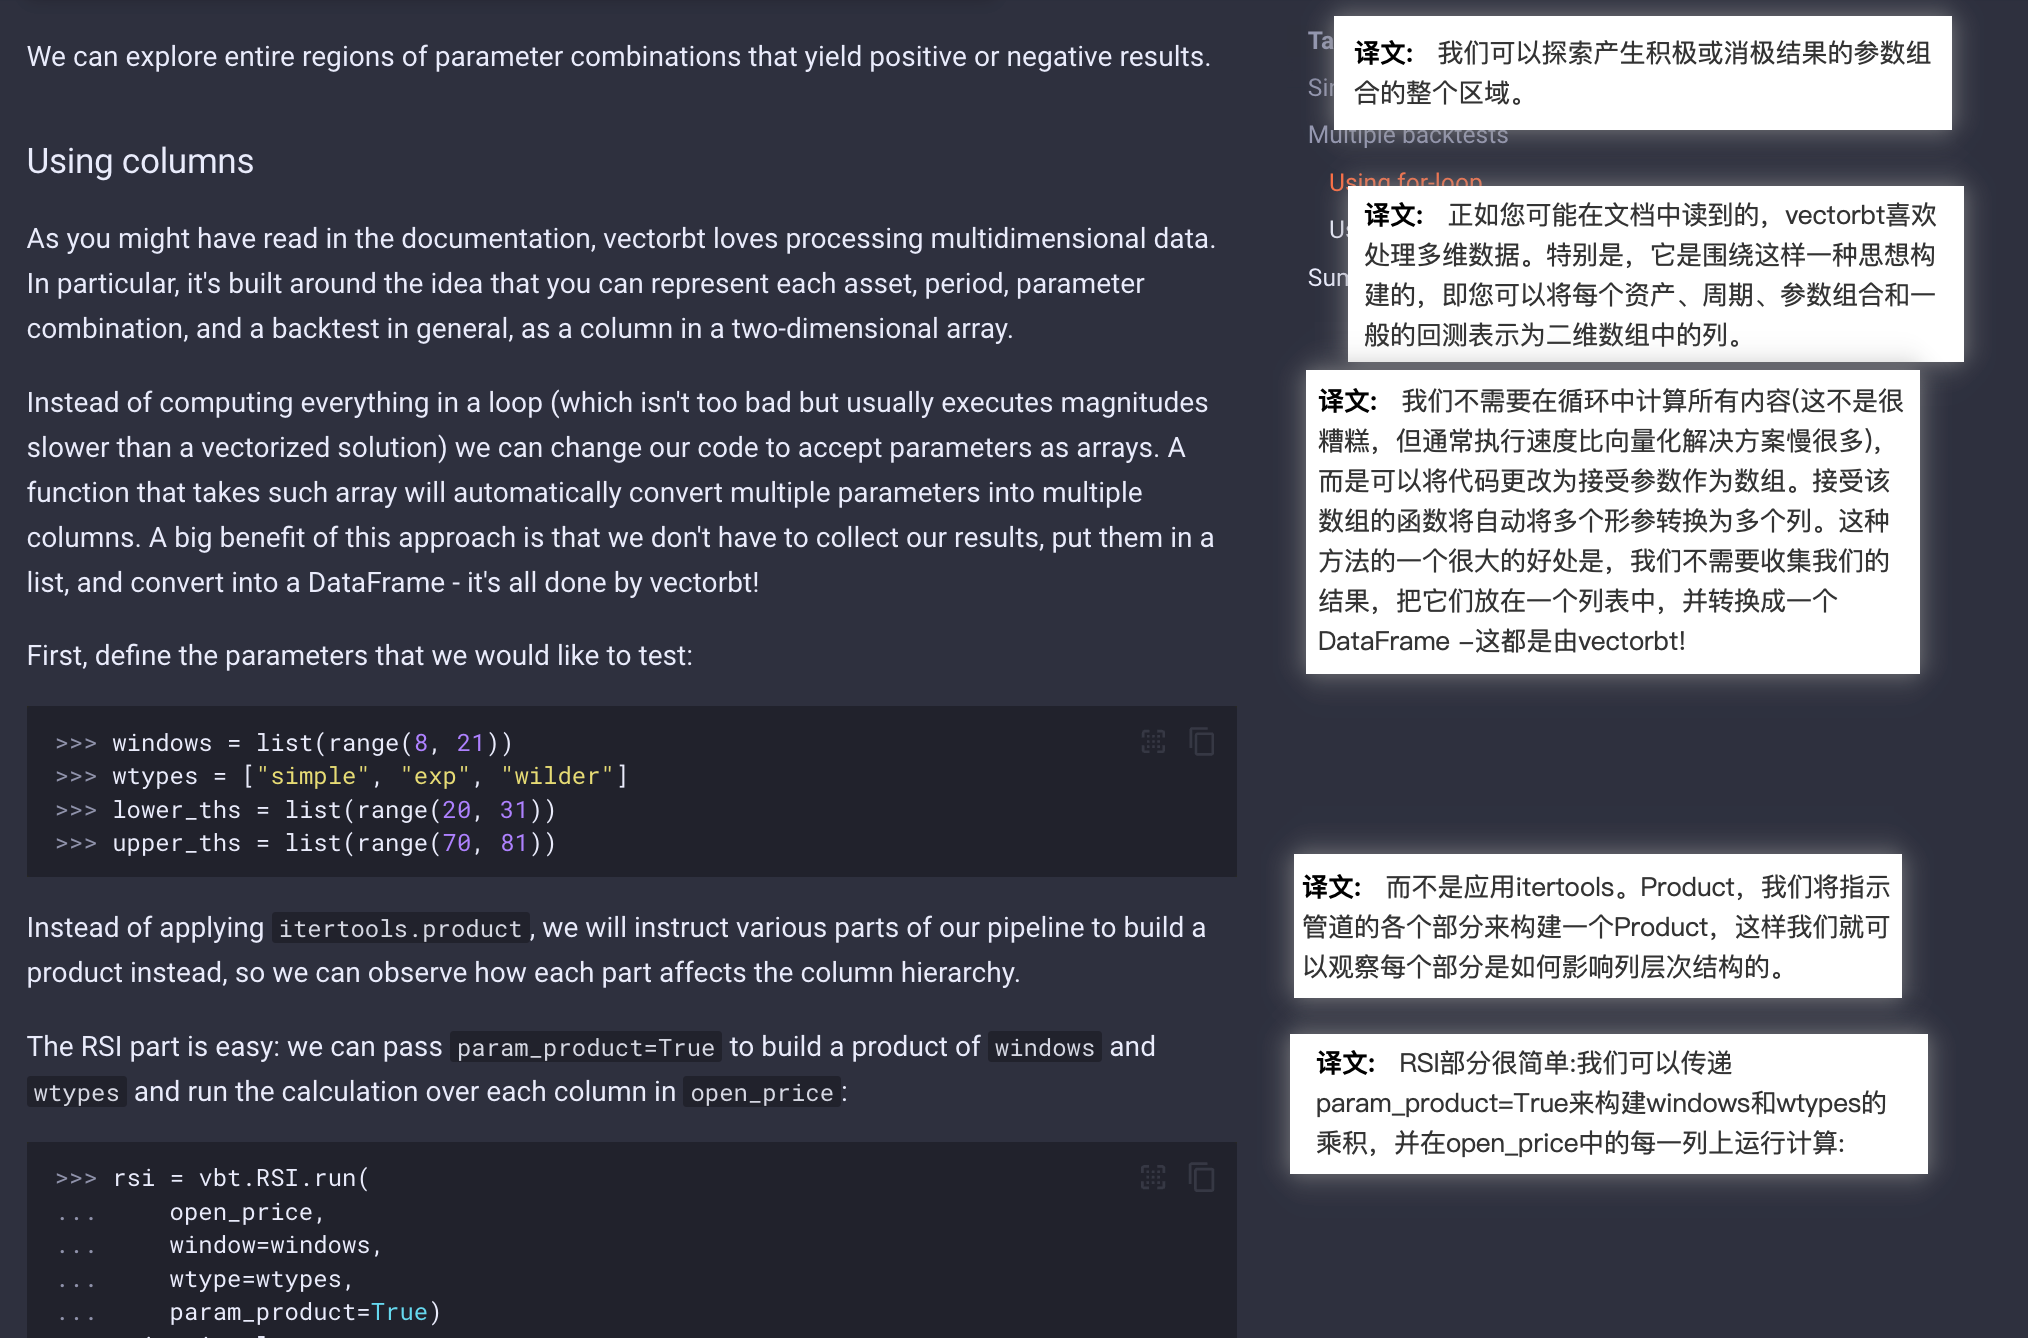 We can explore entire regions of parameter combinations that yield positive or negative results.
Using columns
As you might have read in the documentation, vectorbt loves processing multidimensional data.
In particular, it's built around the idea that you can represent each asset, period, parameter
combination, and a backtest in general, as a column in a two-dimensional array.
Instead of computing everything in a loop (which isn't too bad but usually executes magnitudes
slower than a vectorized solution) we can change our code to accept parameters as arrays. A
function that takes such array will automatically convert multiple parameters into multiple
columns. A big benefit of this approach is that we don't have to collect our results, put them in a
list, and convert into a DataFrame - it's all done by vectorbt!
First, define the parameters that we would like to test:
>>> windows = list(range(8, 21))
>>> wtypes = ["simple", "exp", "wilder"]
>>> lower_ths = list(range(20, 31))
>>> upper_ths = list(range(70, 81))
Instead of applying itertools.product, we will instruct various parts of our pipeline to build a
product instead, so we can observe how each part affects the column hierarchy.
The RSI part is easy: we can pass param_product=True to build a product of windows and
wtypes and run the calculation over each column in open_price:
>>> rsi = vbt.RSI.run(
...     open_price,
...     window=windows,
...     wtype=wtypes,
...     param_product=True)
译文: 我们可以探索产生积极或消极结果的参数组
合的整个区域。
Multiple backtests
Using for-loop
译文: 正如您可能在文档中读到的，vectorbt喜欢
处理多维数据。特别是，它是围绕这样一种思想构
建的，即您可以将每个资产、周期、参数组合和一
般的回测表示为二维数组中的列。
译文: 我们不需要在循环中计算所有内容(这不是很
糟糕，但通常执行速度比向量化解决方案慢很多)，
而是可以将代码更改为接受参数作为数组。接受该
数组的函数将自动将多个形参转换为多个列。这种
方法的一个很大的好处是，我们不需要收集我们的
结果，把它们放在一个列表中，并转换成一个
DataFrame -这都是由vectorbt!
译文: 而不是应用itertools。Product，我们将指示
管道的各个部分来构建一个Product，这样我们就可
以观察每个部分是如何影响列层次结构的。
译文: RSI部分很简单:我们可以传递
param_product=True来构建windows和wtypes的
乘积，并在open_price中的每一列上运行计算: